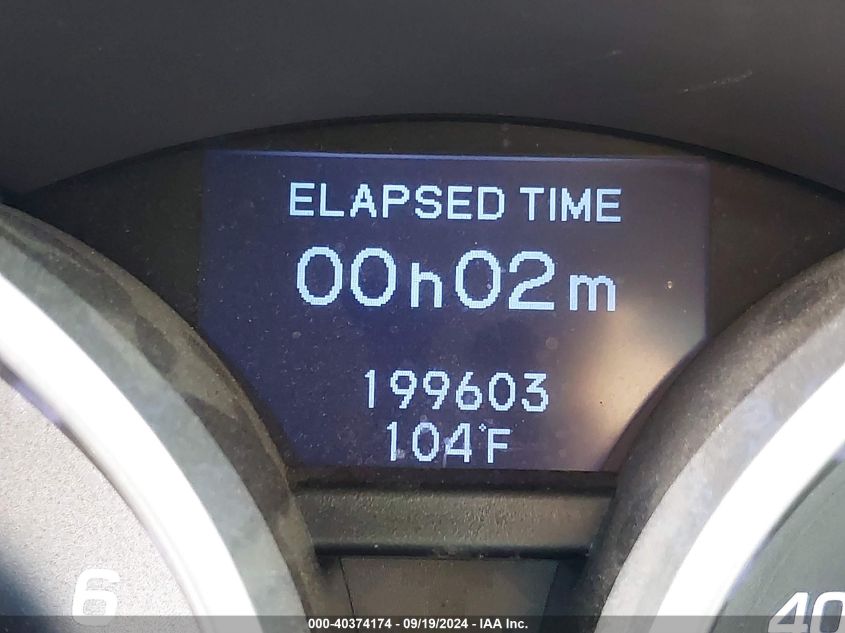 ELAPSED TIME
00h02m
199603
104°F
6
40
000-40374174 - 09/19/2024 - IAA Inc.